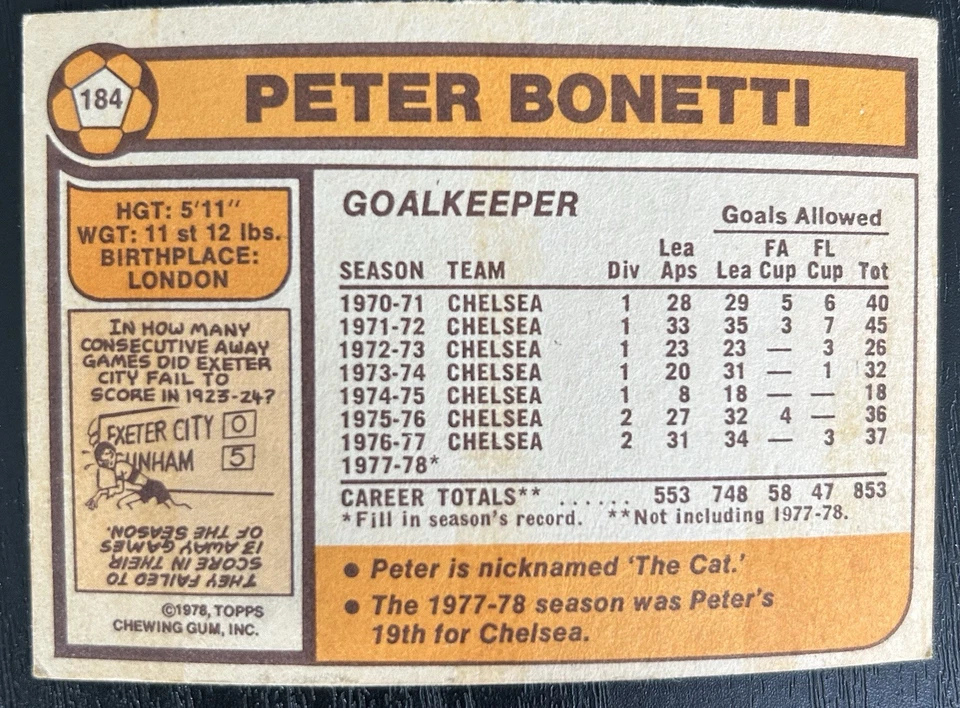 184
PETER BONETTI
HGT: 5'11"
WGT: 11 st 12 lbs.
BIRTHPLACE:
LONDON
IN HOW MANY
CONSECUTIVE AWAY
GAMES DID EXETER
CITY FAIL TO
SCORE IN 1923-24?
EXETER CITY 0
5
THEY FAILED TO
SCORE IN THEIR
13 AWAY GAMES
OF THE SEASON.
©1978, TOPPS
CHEWING GUM, INC.
GOALKEEPER
Goals Allowed
Lea FA FL
SEASON TEAM Div Aps Lea Cup Cup Tot
1970-71 CHELSEA 1 28 29 5 6 40
1971-72 CHELSEA 1 33 35 3 7 45
1972-73 CHELSEA 1 23 23 — 3 26
1973-74 CHELSEA 1 20 31 — 1 32
1974-75 CHELSEA 1 8 18 — — 18
1975-76 CHELSEA 2 27 32 4 — 36
1976-77 CHELSEA 2 31 34 — 3 37
1977-78*
CAREER TOTALS** ...... 553 748 58 47 853
*Fill in season's record. **Not including 1977-78.
• Peter is nicknamed 'The Cat.'
• The 1977-78 season was Peter's
19th for Chelsea.